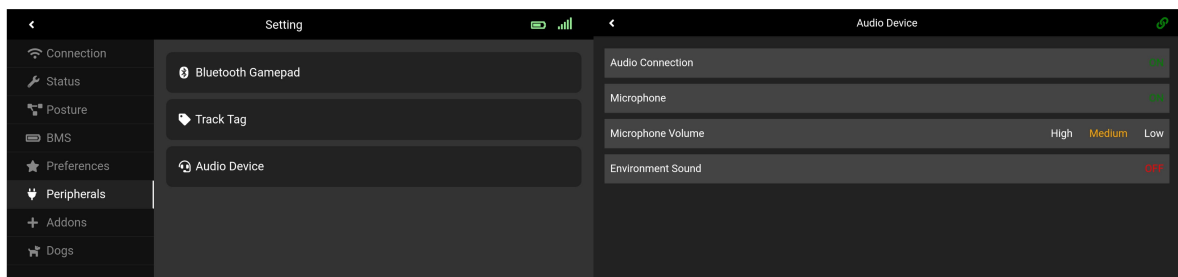 Setting
Connection
Status
Posture
BMS
Preferences
Peripherals
Addons
Dogs
Bluetooth Gamepad
Track Tag
Audio Device
Audio Device
Audio Connection ON
Microphone ON
Microphone Volume High Medium Low
Environment Sound OFF